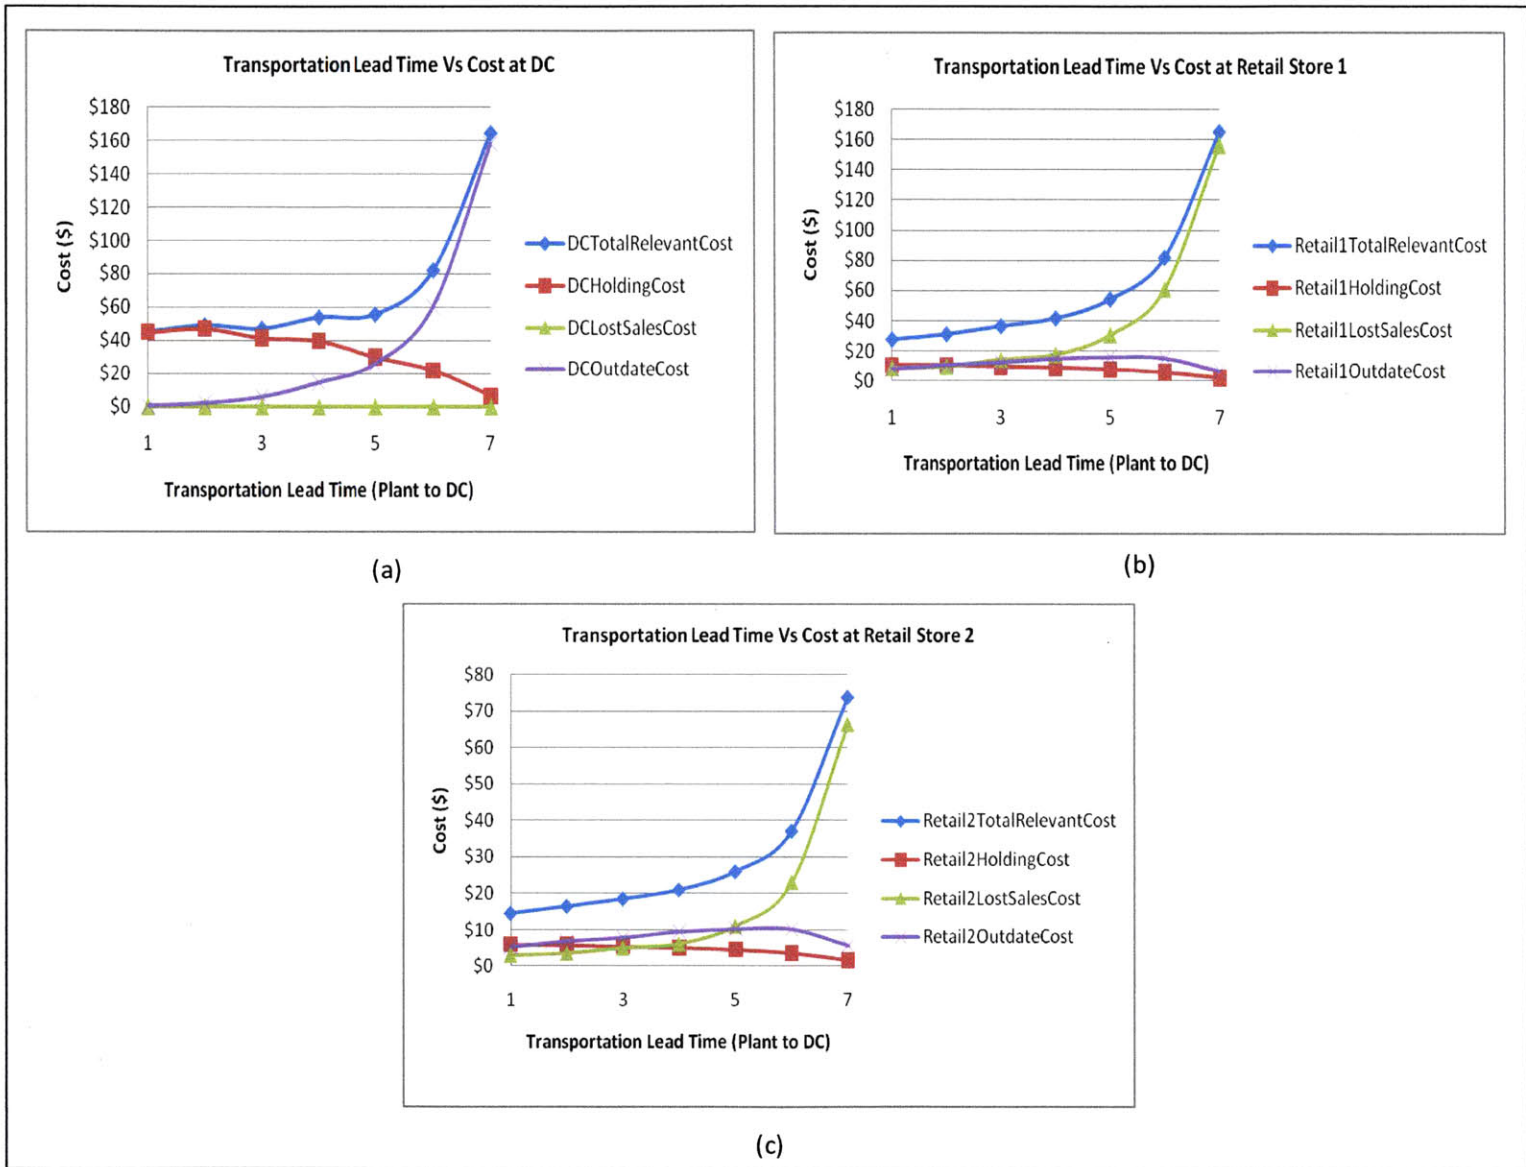 Transportation Lead Time Vs Cost at DC
$180
$160
$140
$120
$100
$80
$60
$40
$20
$0
Cost ($)
1 3 5 7
Transportation Lead Time (Plant to DC)
DCTotalRelevantCost
DCHoldingCost
DCLostSalesCost
DCOutdateCost
(a)
Transportation Lead Time Vs Cost at Retail Store 1
$180
$160
$140
$120
$100
$80
$60
$40
$20
$0
Cost ($)
1 3 5 7
Transportation Lead Time (Plant to DC)
Retail1TotalRelevantCost
Retail1HoldingCost
Retail1LostSalesCost
Retail1OutdateCost
(b)
Transportation Lead Time Vs Cost at Retail Store 2
$80
$70
$60
$50
$40
$30
$20
$10
$0
Cost ($)
1 3 5 7
Transportation Lead Time (Plant to DC)
Retail2TotalRelevantCost
Retail2HoldingCost
Retail2LostSalesCost
Retail2OutdateCost
(c)